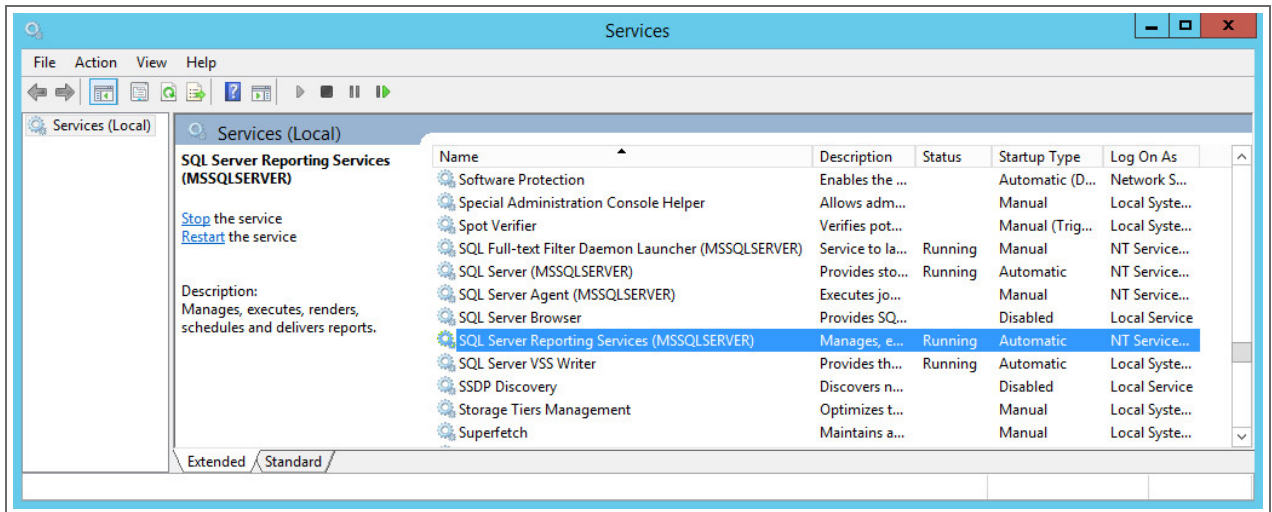 Services
File Action View Help
Services (Local)
Services (Local)
SQL Server Reporting Services
(MSSQLSERVER)
Stop the service
Restart the service
Description:
Manages, executes, renders,
schedules and delivers reports.
Name Description Status Startup Type Log On As
Software Protection Enables the ... Automatic (D... Network S...
Special Administration Console Helper Allows adm... Manual Local Syste...
Spot Verifier Verifies pot... Manual (Trig... Local Syste...
SQL Full-text Filter Daemon Launcher (MSSQLSERVER) Service to la... Running Manual NT Service...
SQL Server (MSSQLSERVER) Provides sto... Running Automatic NT Service...
SQL Server Agent (MSSQLSERVER) Executes jo... Manual NT Service...
SQL Server Browser Provides SQ... Disabled Local Service
SQL Server Reporting Services (MSSQLSERVER) Manages, e... Running Automatic NT Service...
SQL Server VSS Writer Provides th... Running Automatic Local Syste...
SSDP Discovery Discovers n... Disabled Local Service
Storage Tiers Management Optimizes t... Manual Local Syste...
Superfetch Maintains a... Manual Local Syste...
Extended Standard